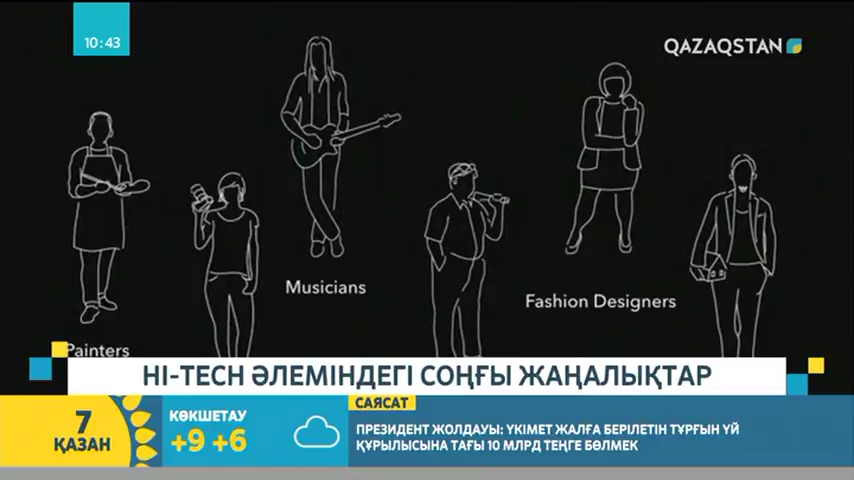 10:43
QAZAQSTAN
Musicians
Fashion Designers
Painters
HI-TECH ӘЛЕМІНДЕГІ СОҢҒЫ ЖАҢАЛЫҚТАР
7
ҚАЗАН
КӨКШЕТАУ
+9 +6
САЯСАТ
ПРЕЗИДЕНТ ЖОЛДАУЫ: ҮКІМЕТ ЖАЛҒА БЕРІЛЕТІН ТҰРҒЫН ҮЙ
ҚҰРЫЛЫСЫНА ТАҒЫ 10 МЛРД ТЕҢГЕ БӨЛМЕК